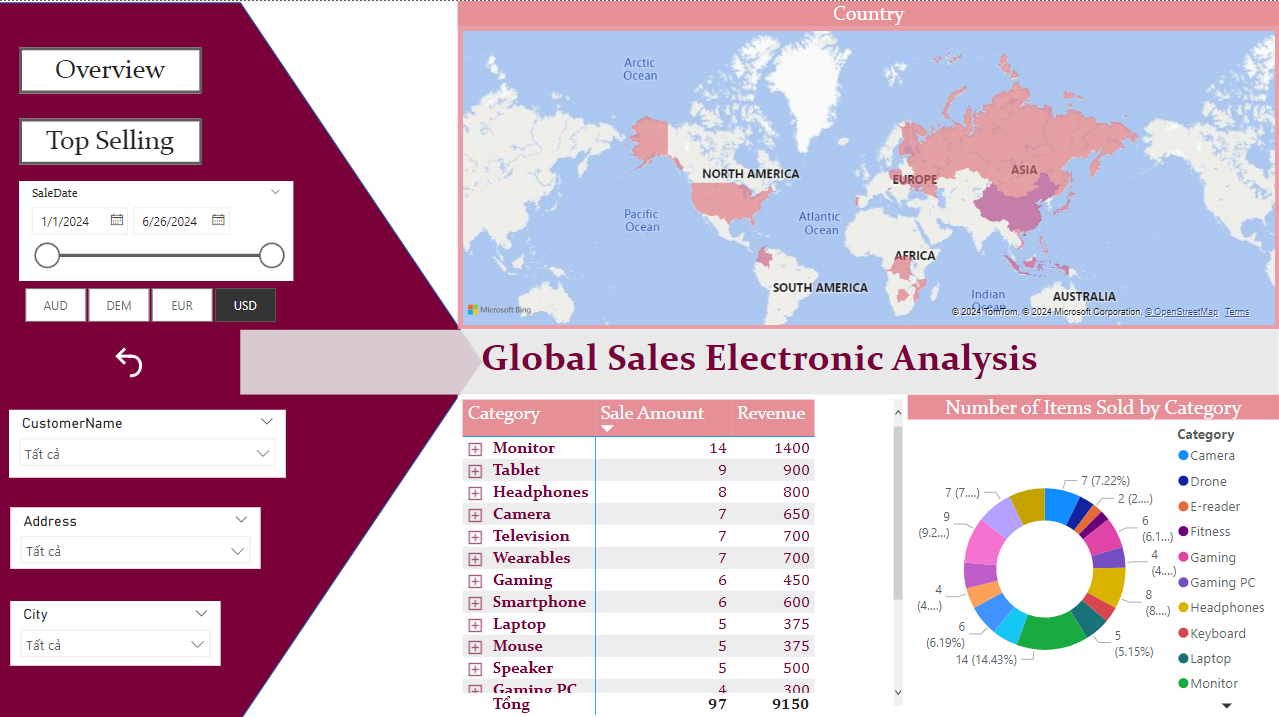 Overview
Top Selling
SaleDate
1/1/2024
6/26/2024
AUD
DEM
EUR
USD
CustomerName
Tất cả
Address
Tất cả
City
Tất cả
Country
Arctic
Ocean
NORTH AMERICA
EUROPE
ASIA
Pacific
Ocean
Atlantic
Ocean
AFRICA
SOUTH AMERICA
Indian
Ocean
AUSTRALIA
Microsoft Bing
© 2024 TomTom, © 2024 Microsoft Corporation, © OpenStreetMap Terms
Global Sales Electronic Analysis
Category Sale Amount Revenue
Monitor 14 1400
Tablet 9 900
Headphones 8 800
Camera 7 650
Television 7 700
Wearables 7 700
Gaming 6 450
Smartphone 6 600
Laptop 5 375
Mouse 5 375
Speaker 5 500
Gaming PC 4 300
Tổng 97 9150
Number of Items Sold by Category
7 (7.22%)
2 (2....)
6
(6.1...)
4
(4....)
8
(8....)
5
(5.15%)
14 (14.43%)
6
(6.19%)
4
(4....)
9
(9.2...)
7 (7....)
Category
Camera
Drone
E-reader
Fitness
Gaming
Gaming PC
Headphones
Keyboard
Laptop
Monitor